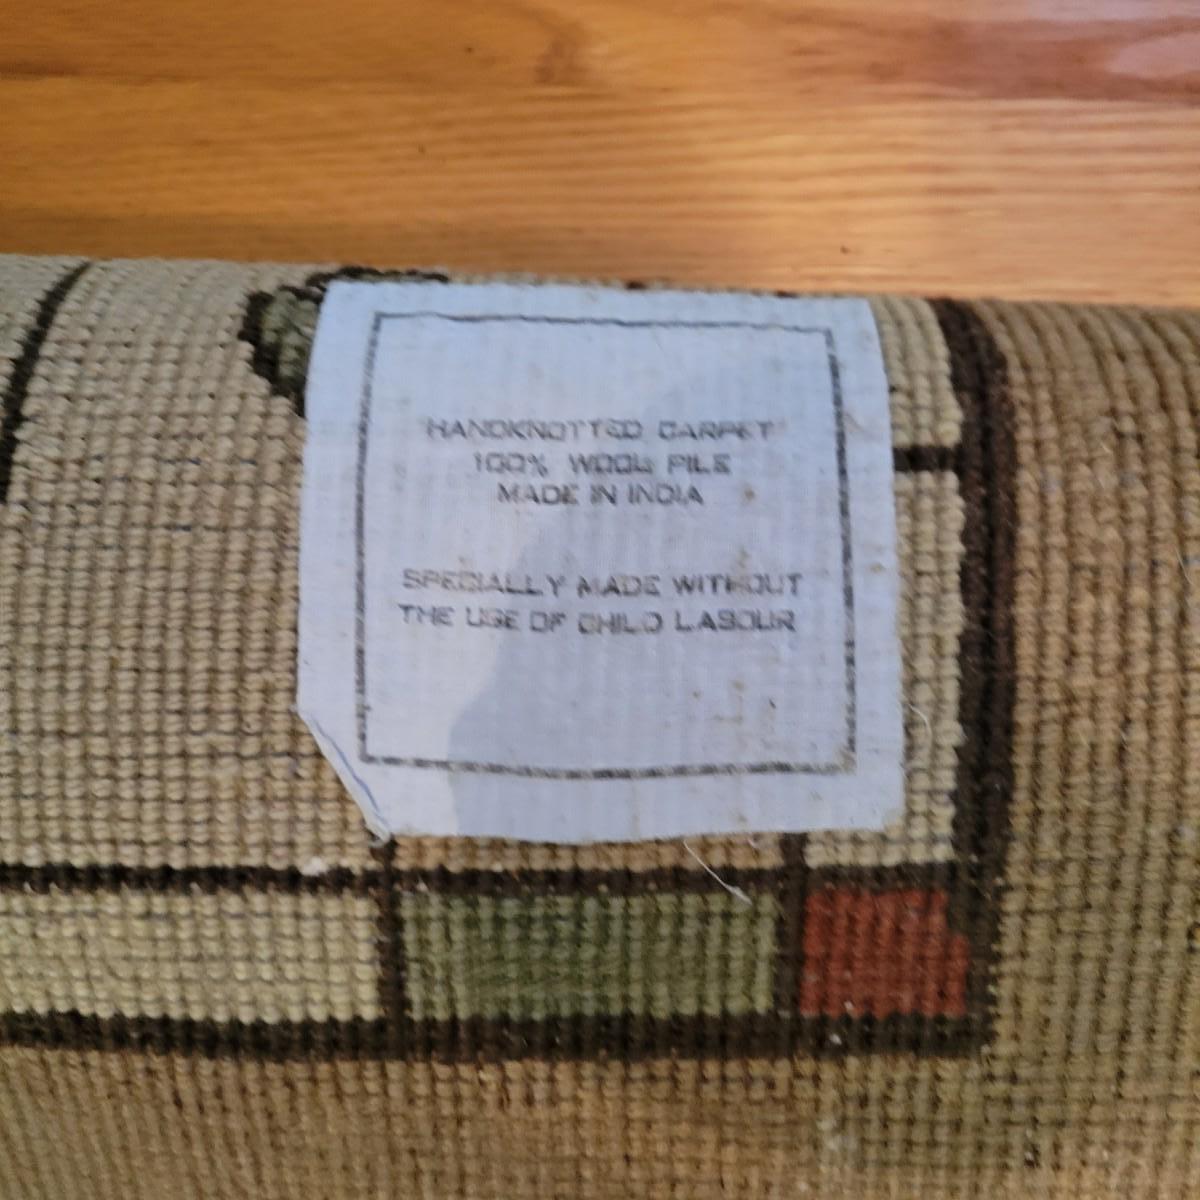 "HANDKNOTTED CARPET"
100% WOOL PILE
MADE IN INDIA
SPECIALLY MADE WITHOUT
THE USE OF CHILD LABOUR